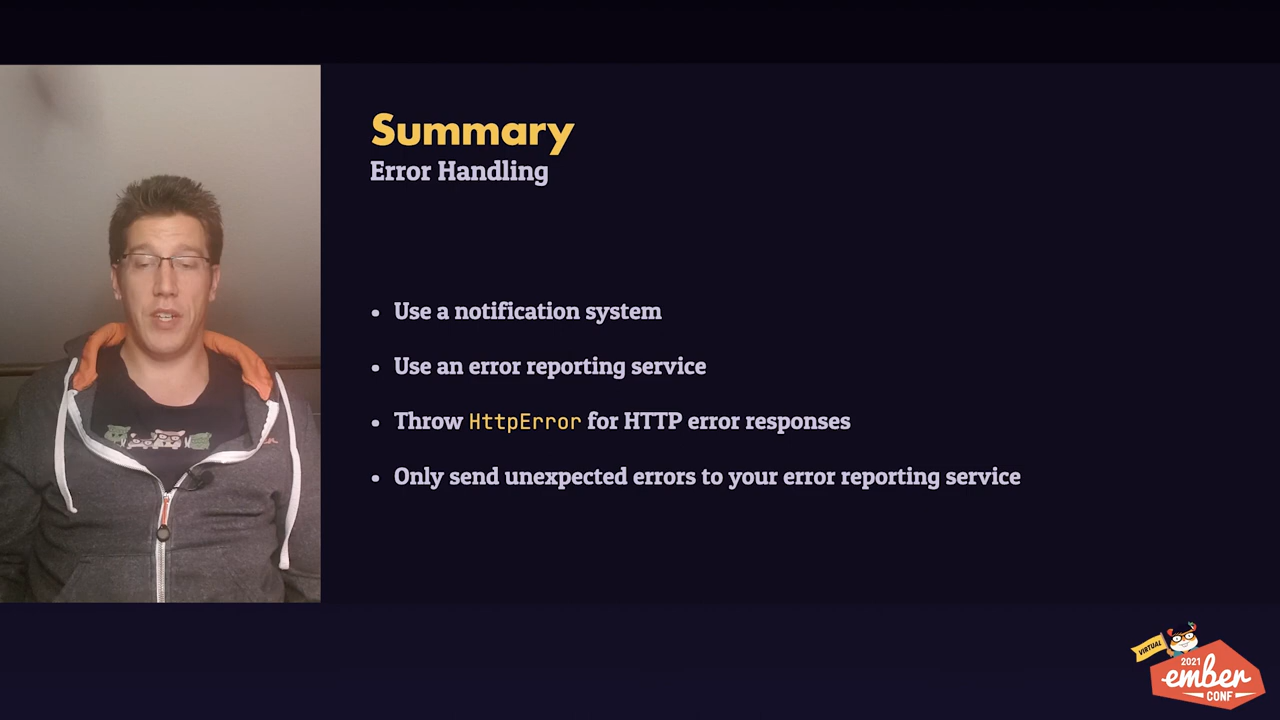 Summary
Error Handling
• Use a notification system
• Use an error reporting service
• Throw HttpError for HTTP error responses
• Only send unexpected errors to your error reporting service
VIRTUAL
2021
ember
CONF